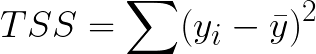 TSS = ∑(yᵢ − ȳ)²